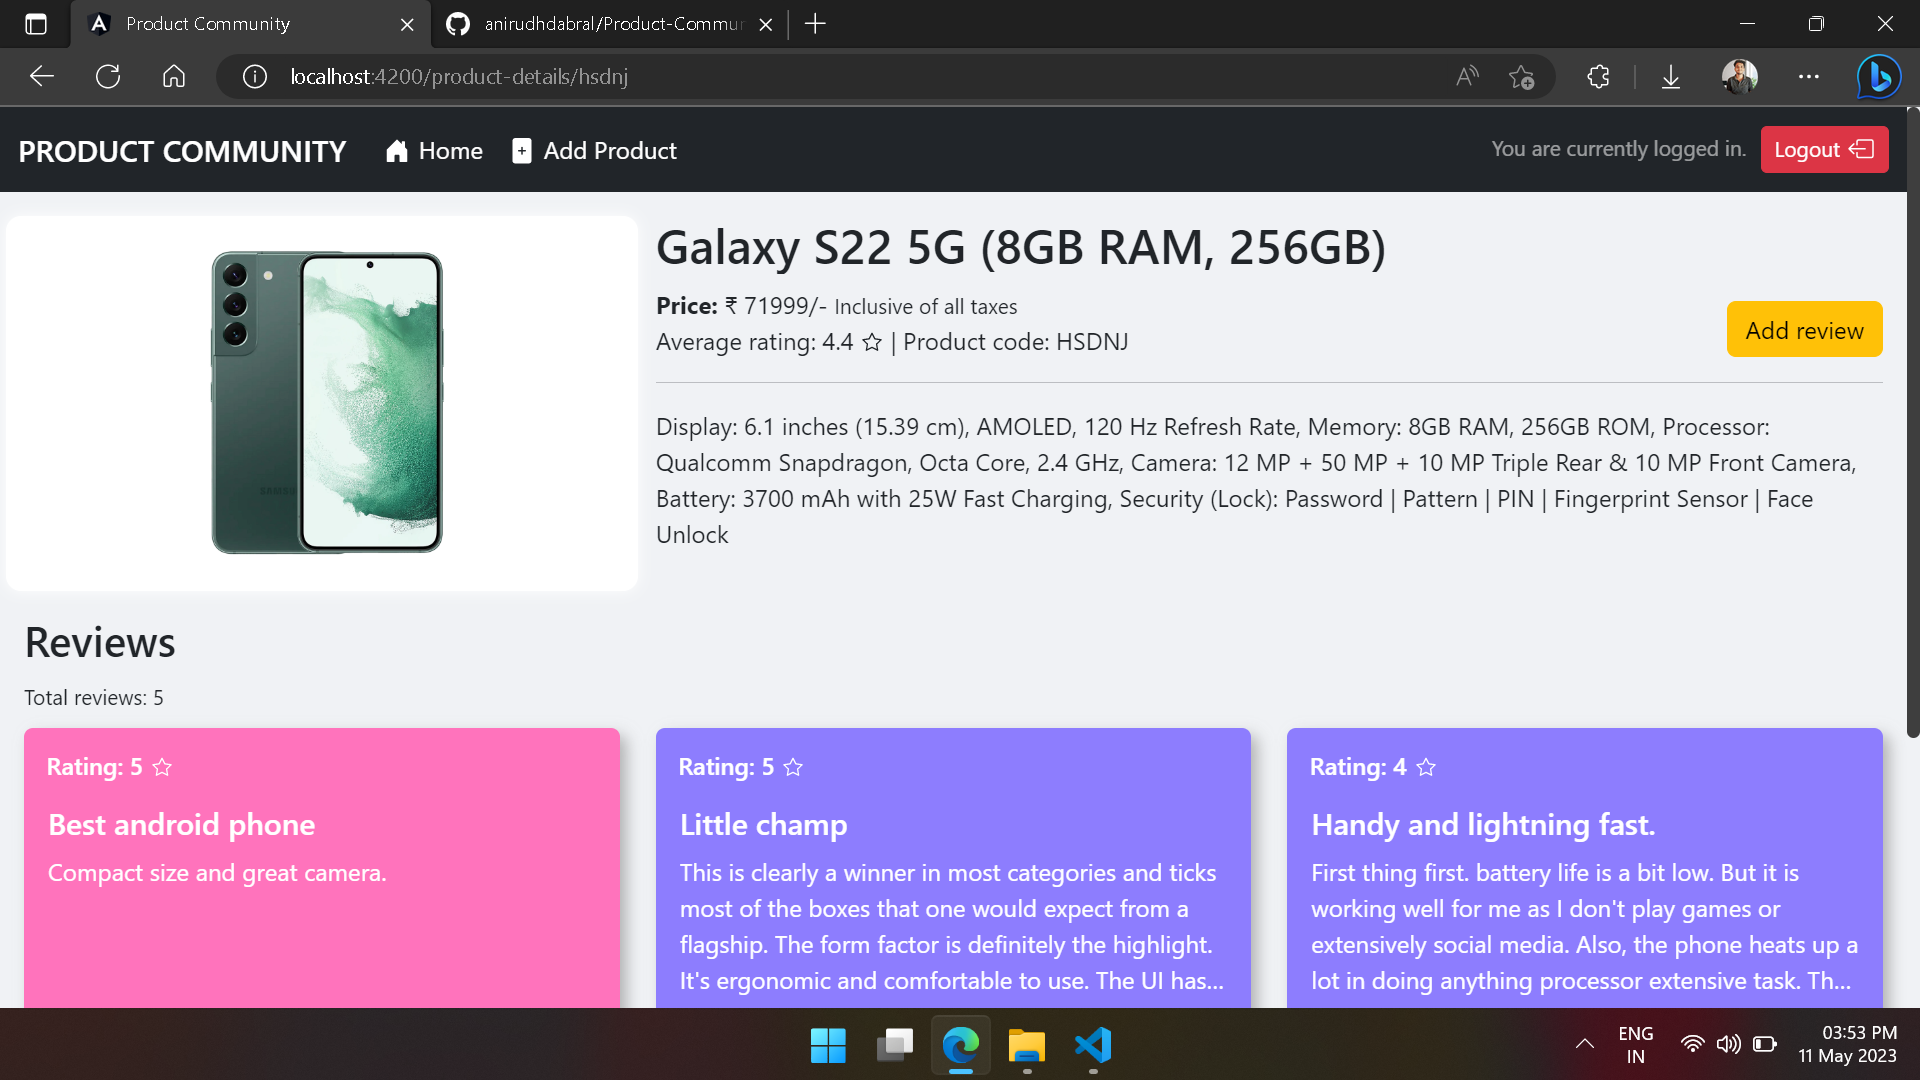 Product Community
anirudhdabral/Product-Commun
localhost:4200/product-details/hsdnj
PRODUCT COMMUNITY
Home
Add Product
You are currently logged in.
Logout
Galaxy S22 5G (8GB RAM, 256GB)
Price: ₹ 71999/- Inclusive of all taxes
Average rating: 4.4 ☆ | Product code: HSDNJ
Add review
Display: 6.1 inches (15.39 cm), AMOLED, 120 Hz Refresh Rate, Memory: 8GB RAM, 256GB ROM, Processor:
Qualcomm Snapdragon, Octa Core, 2.4 GHz, Camera: 12 MP + 50 MP + 10 MP Triple Rear & 10 MP Front Camera,
Battery: 3700 mAh with 25W Fast Charging, Security (Lock): Password | Pattern | PIN | Fingerprint Sensor | Face
Unlock
SAMSUNG
Reviews
Total reviews: 5
Rating: 5 ☆
Best android phone
Compact size and great camera.
Rating: 5 ☆
Little champ
This is clearly a winner in most categories and ticks
most of the boxes that one would expect from a
flagship. The form factor is definitely the highlight.
It's ergonomic and comfortable to use. The UI has...
Rating: 4 ☆
Handy and lightning fast.
First thing first. battery life is a bit low. But it is
working well for me as I don't play games or
extensively social media. Also, the phone heats up a
lot in doing anything processor extensive task. Th...
ENG
IN
03:53 PM
11 May 2023